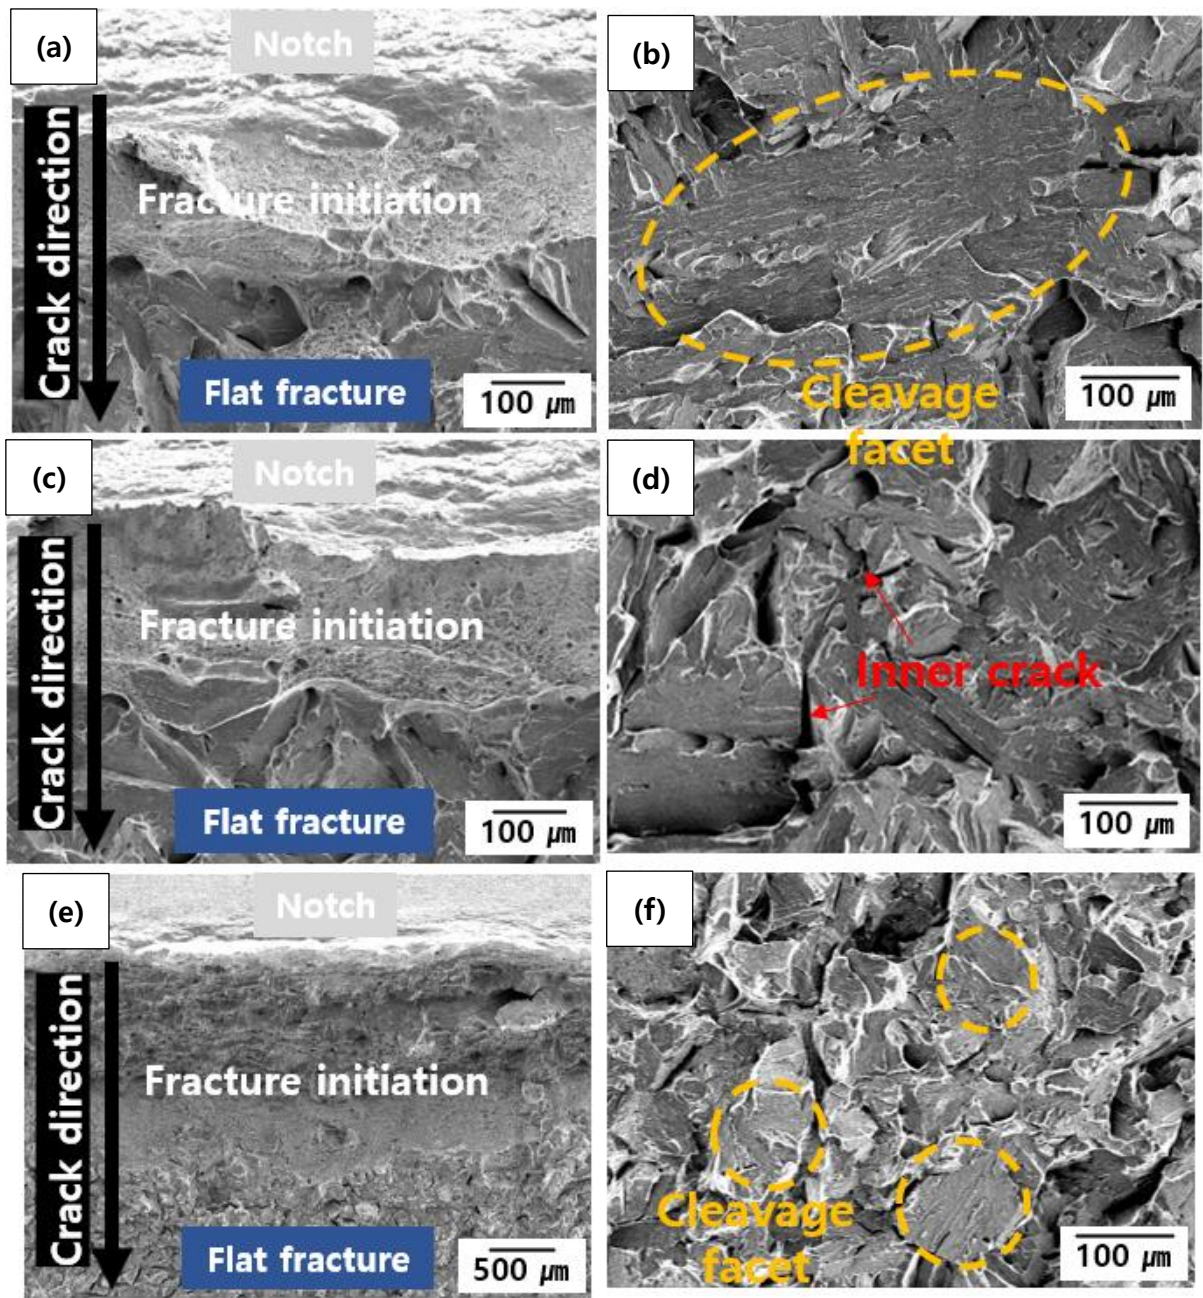 (a)
Notch
Crack direction
Fracture initiation
Flat fracture
100 ㎛
(b)
Cleavage
facet
100 ㎛
(c)
Notch
Crack direction
Fracture initiation
Flat fracture
100 ㎛
(d)
Inner crack
100 ㎛
(e)
Notch
Crack direction
Fracture initiation
Flat fracture
500 ㎛
(f)
Cleavage
facet
100 ㎛